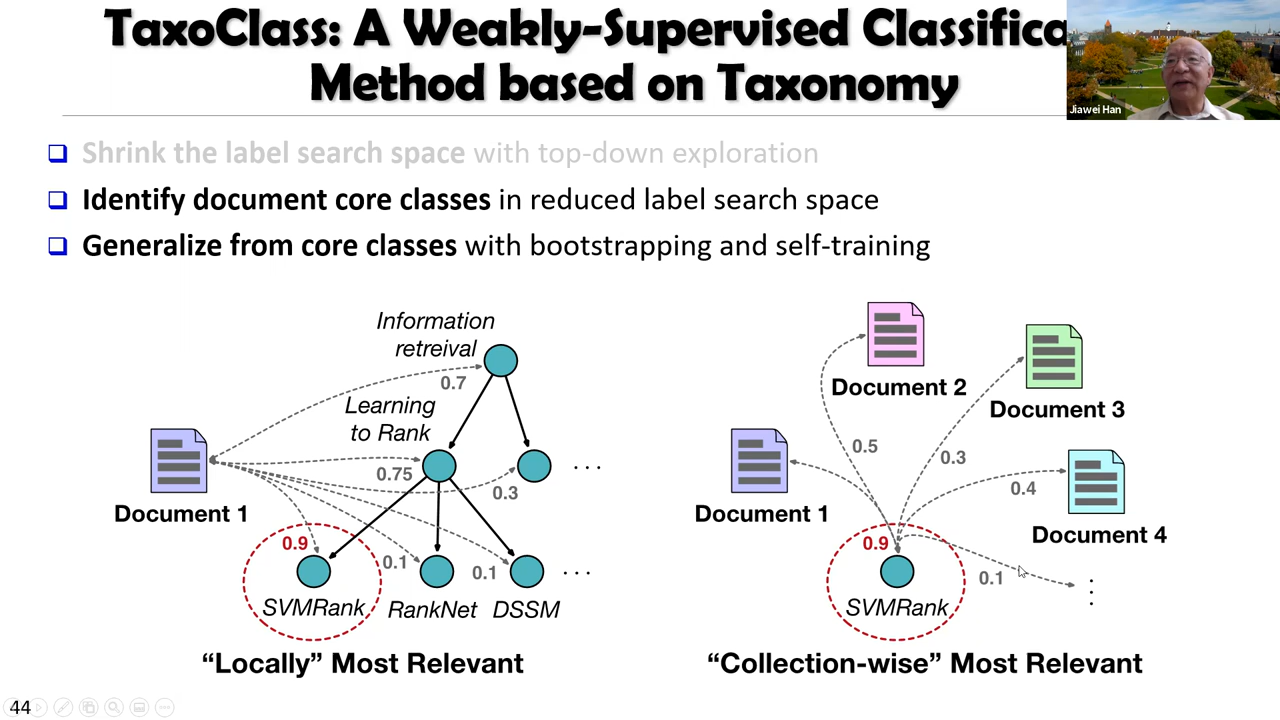 TaxoClass: A Weakly-Supervised Classifica
Method based on Taxonomy
Jiawei Han
Shrink the label search space with top-down exploration
Identify document core classes in reduced label search space
Generalize from core classes with bootstrapping and self-training
Information
retreival
0.7
Learning
to Rank
0.75
0.3
. . .
Document 1
0.9
0.1
0.1
. . .
SVMRank
RankNet
DSSM
"Locally" Most Relevant
Document 2
Document 3
0.5
0.3
0.4
Document 1
Document 4
0.9
0.1
SVMRank
"Collection-wise" Most Relevant
44